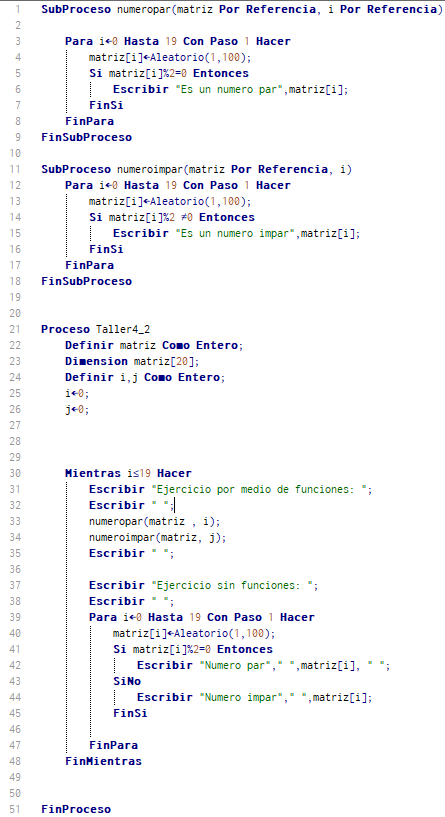 1 SubProceso numeropar(matriz Por Referencia, i Por Referencia)
2
3 Para i←0 Hasta 19 Con Paso 1 Hacer
4 matriz[i]←Aleatorio(1,100);
5 Si matriz[i]%2=0 Entonces
6 Escribir "Es un numero par",matriz[i];
7 FinSi
8 FinPara
9 FinSubProceso
10
11 SubProceso numeroimpar(matriz Por Referencia, i)
12 Para i←0 Hasta 19 Con Paso 1 Hacer
13 matriz[i]←Aleatorio(1,100);
14 Si matriz[i]%2 ≠0 Entonces
15 Escribir "Es un numero impar",matriz[i];
16 FinSi
17 FinPara
18 FinSubProceso
19
20
21 Proceso Taller4_2
22 Definir matriz Como Entero;
23 Dimension matriz[20];
24 Definir i,j Como Entero;
25 i←0;
26 j←0;
27
28
29
30 Mientras i≤19 Hacer
31 Escribir "Ejercicio por medio de funciones: ";
32 Escribir " ";
33 numeropar(matriz , i);
34 numeroimpar(matriz, j);
35 Escribir " ";
36
37 Escribir "Ejercicio sin funciones: ";
38 Escribir " ";
39 Para i←0 Hasta 19 Con Paso 1 Hacer
40 matriz[i]←Aleatorio(1,100);
41 Si matriz[i]%2=0 Entonces
42 Escribir "Numero par"," ",matriz[i], " ";
43 SiNo
44 Escribir "Numero impar"," ",matriz[i];
45 FinSi
46
47 FinPara
48 FinMientras
49
50
51 FinProceso